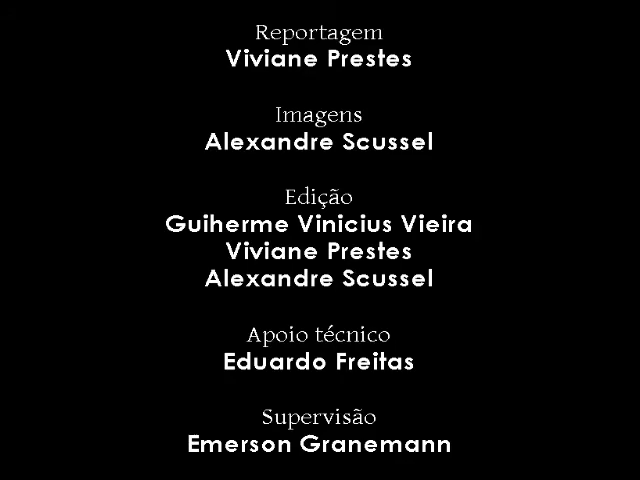 Reportagem
Viviane Prestes
Imagens
Alexandre Scussel
Edição
Guiherme Vinicius Vieira
Viviane Prestes
Alexandre Scussel
Apoio técnico
Eduardo Freitas
Supervisão
Emerson Granemann